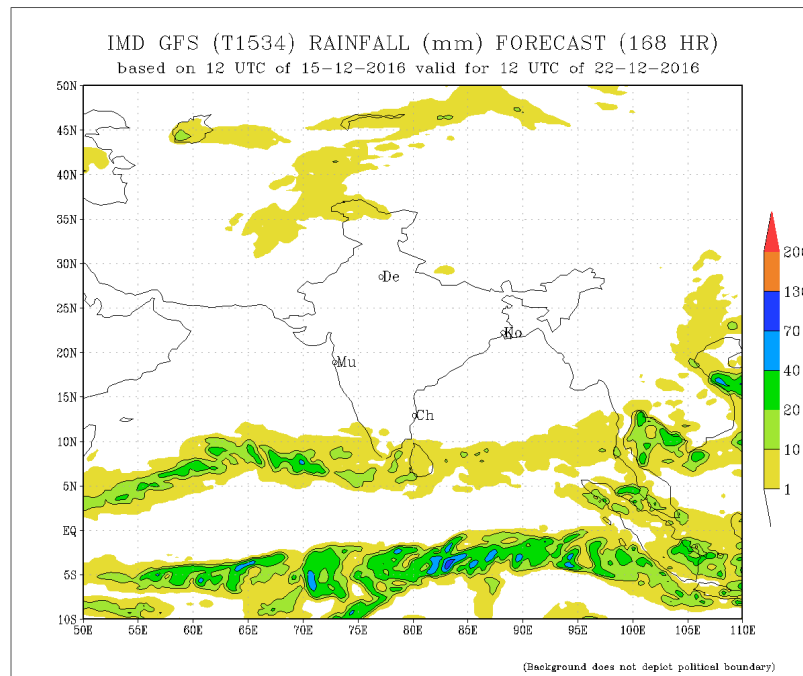 IMD GFS (T1534) RAINFALL (mm) FORECAST (168 HR)
based on 12 UTC of 15-12-2016 valid for 12 UTC of 22-12-2016
50N
45N
40N
35N
30N
25N
20N
15N
10N
5N
EQ
5S
10S
De
Ko
Mu
Ch
50E 55E 60E 65E 70E 75E 80E 85E 90E 95E 100E 105E 110E
200
130
70
40
20
10
1
(Background does not depict political boundary)